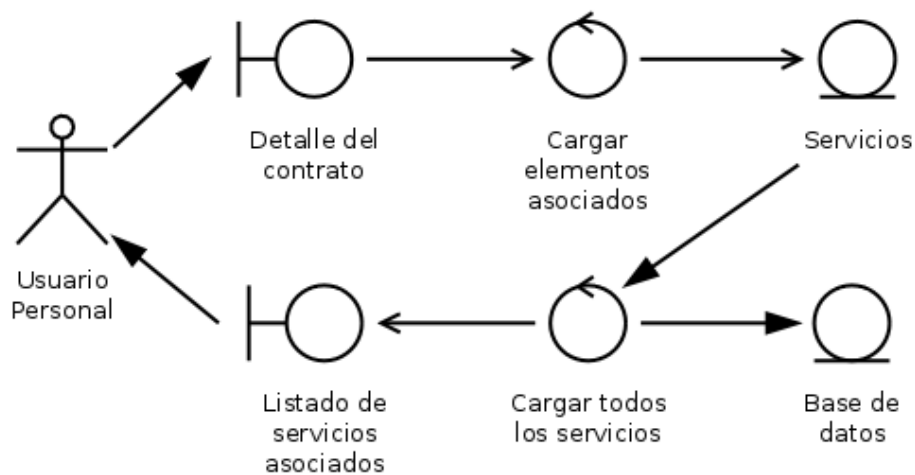 Detalle del
contrato
Cargar
elementos
asociados
Servicios
Usuario
Personal
Listado de
servicios
asociados
Cargar todos
los servicios
Base de
datos